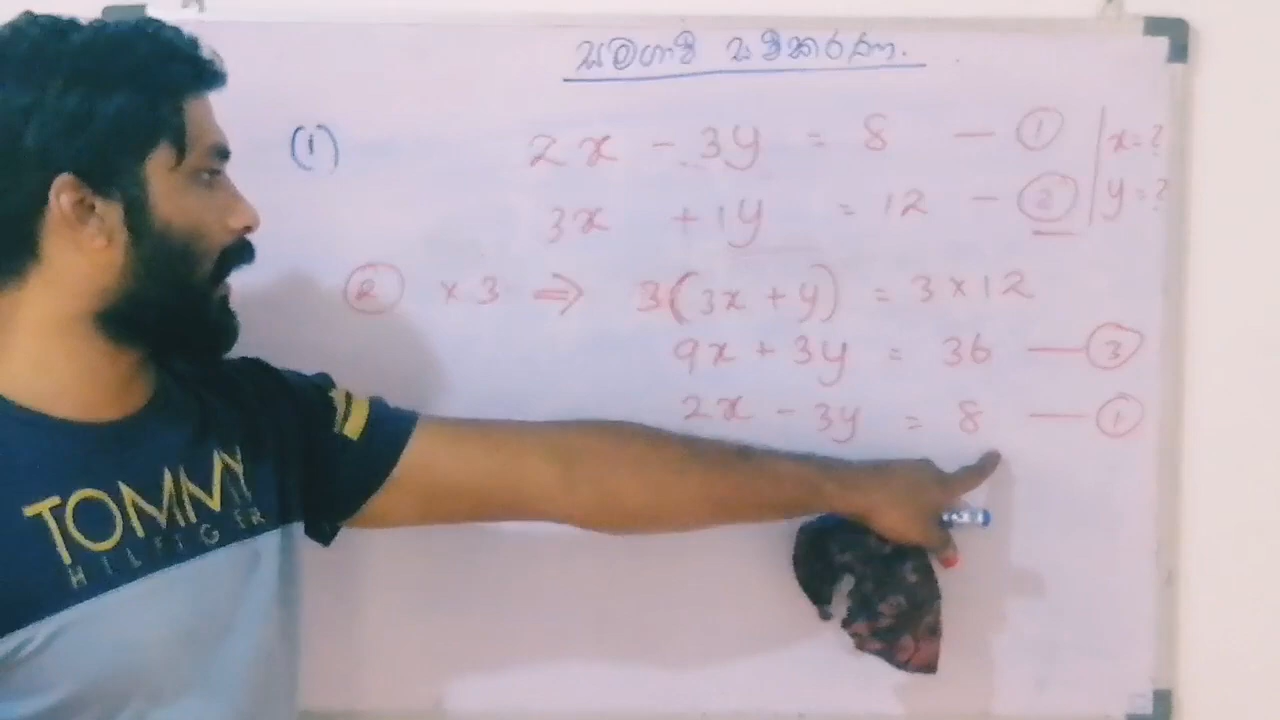 සමගාමී සමීකරණ.
(1) 2x - 3y = 8 — ① | x = ?
3x + 1y = 12 — ② | y = ?
② × 3 ⇒ 3(3x + y) = 3 × 12
9x + 3y = 36 — ③
2x - 3y = 8 — ①
TOMMY
HILFIGER